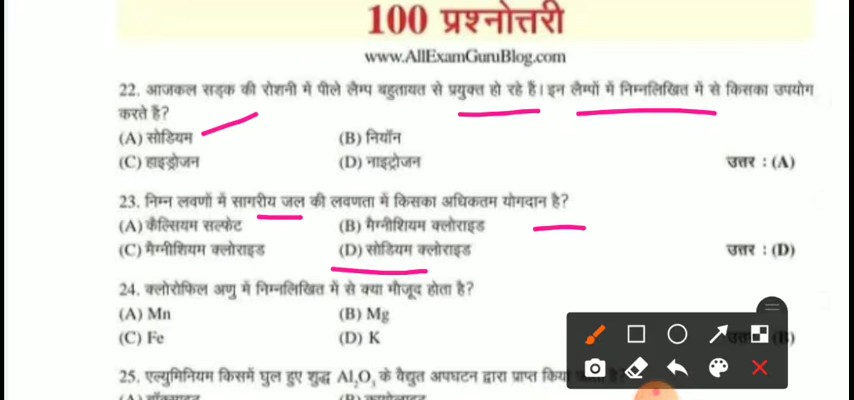 100 प्रश्नोत्तरी
www.AllExamGuruBlog.com
22. आजकल सड़क की रोशनी में पीले लैम्प बहुतायत से प्रयुक्त हो रहे हैं। इन लैम्पों में निम्नलिखित में से किसका उपयोग
करते हैं?
(A) सोडियम (B) नियॉन
(C) हाइड्रोजन (D) नाइट्रोजन उत्तर : (A)
23. निम्न लवणों में सागरीय जल की लवणता में किसका अधिकतम योगदान है?
(A) कैल्सियम सल्फेट (B) मैग्नीशियम क्लोराइड
(C) मैग्नीशियम क्लोराइड (D) सोडियम क्लोराइड उत्तर : (D)
24. क्लोरोफिल अणु में निम्नलिखित में से क्या मौजूद होता है?
(A) Mn (B) Mg
(C) Fe (D) K (B)
25. एल्युमिनियम किसमें घुल हुए शुद्ध Al₂O₃ के वैद्युत अपघटन द्वारा प्राप्त किया